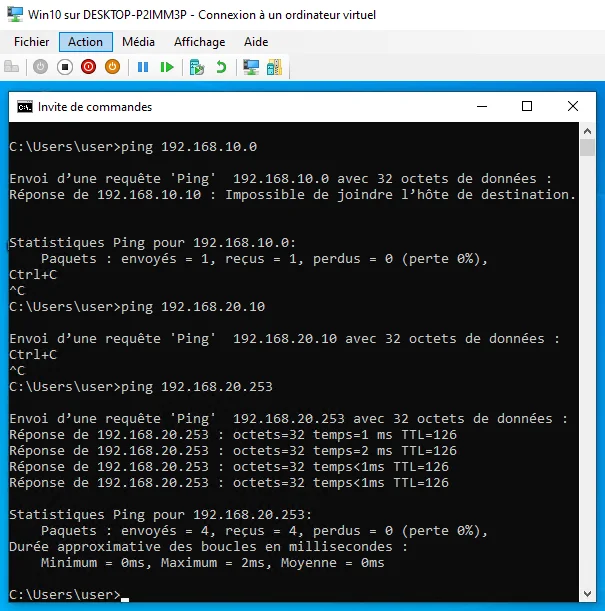 Win10 sur DESKTOP-P2IMM3P - Connexion à un ordinateur virtuel
Fichier Action Média Affichage Aide
Invite de commandes
C:\Users\user>ping 192.168.10.0
Envoi d’une requête 'Ping'  192.168.10.0 avec 32 octets de données :
Réponse de 192.168.10.10 : Impossible de joindre l’hôte de destination.
Statistiques Ping pour 192.168.10.0:
    Paquets : envoyés = 1, reçus = 1, perdus = 0 (perte 0%),
Ctrl+C
^C
C:\Users\user>ping 192.168.20.10
Envoi d’une requête 'Ping'  192.168.20.10 avec 32 octets de données :
Ctrl+C
^C
C:\Users\user>ping 192.168.20.253
Envoi d’une requête 'Ping'  192.168.20.253 avec 32 octets de données :
Réponse de 192.168.20.253 : octets=32 temps=1 ms TTL=126
Réponse de 192.168.20.253 : octets=32 temps=2 ms TTL=126
Réponse de 192.168.20.253 : octets=32 temps<1ms TTL=126
Réponse de 192.168.20.253 : octets=32 temps<1ms TTL=126
Statistiques Ping pour 192.168.20.253:
    Paquets : envoyés = 4, reçus = 4, perdus = 0 (perte 0%),
Durée approximative des boucles en millisecondes :
    Minimum = 0ms, Maximum = 2ms, Moyenne = 0ms
C:\Users\user>